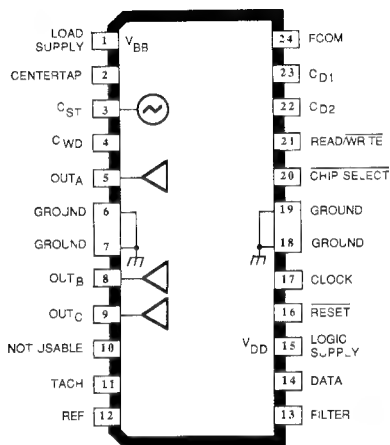 LOAD SUPPLY 1 V_BB
CENTERTAP 2
C_ST 3
C_WD 4
OUT_A 5
GROUND 6
GROUND 7
OUT_B 8
OUT_C 9
NOT USABLE 10
TACH 11
REF 12
24 FCOM
23 C_D1
22 C_D2
21 READ/WRITE
20 CHIP SELECT
19 GROUND
18 GROUND
17 CLOCK
16 RESET
V_DD 15 LOGIC SUPPLY
14 DATA
13 FILTER